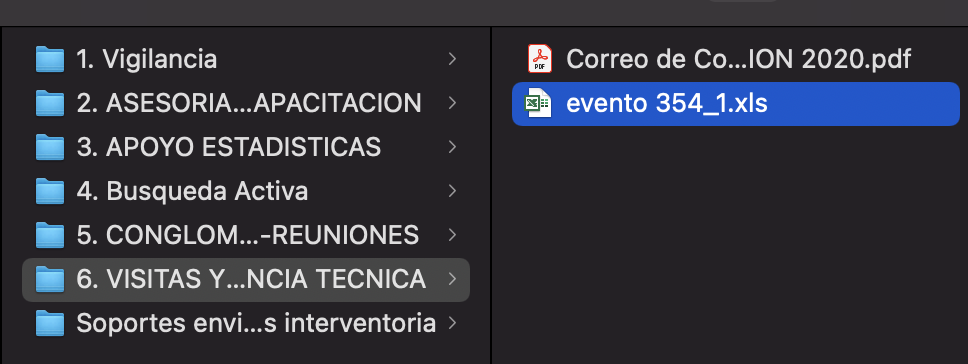 1. Vigilancia
2. ASESORIA...APACITACION
3. APOYO ESTADISTICAS
4. Busqueda Activa
5. CONGLOM...-REUNIONES
6. VISITAS Y...NCIA TECNICA
Soportes envi...s interventoria
Correo de Co...ION 2020.pdf
evento 354_1.xls